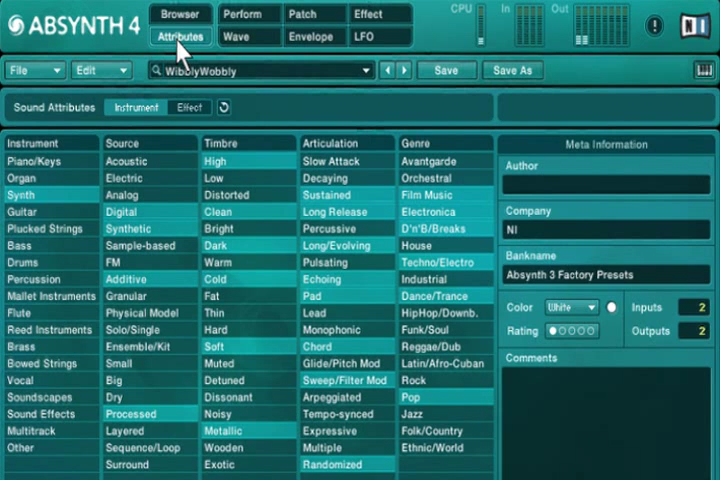 ABSYNTH 4
Browser Perform Patch Effect
Attributes Wave Envelope LFO
CPU In Out
! NI
File Edit WibblyWobbly Save Save As
Sound Attributes Instrument Effect
Instrument Source Timbre Articulation Genre Meta Information
Piano/Keys Acoustic High Slow Attack Avantgarde
Author
Organ Electric Low Decaying Orchestral
Synth Analog Distorted Sustained Film Music
Guitar Digital Clean Long Release Electronica
Company
Plucked Strings Synthetic Bright Percussive D'n'B/Breaks
NI
Bass Sample-based Dark Long/Evolving House
Bankname
Drums FM Warm Pulsating Techno/Electro
Absynth 3 Factory Presets
Percussion Additive Cold Echoing Industrial
Mallet Instruments Granular Fat Pad Dance/Trance
Color White Inputs 2
Flute Physical Model Thin Lead HipHop/Downb.
Reed Instruments Solo/Single Hard Monophonic Funk/Soul
Rating Outputs 2
Brass Ensemble/Kit Soft Chord Reggae/Dub
Comments
Bowed Strings Small Muted Glide/Pitch Mod Latin/Afro-Cuban
Vocal Big Detuned Sweep/Filter Mod Rock
Soundscapes Dry Dissonant Arpeggiated Pop
Sound Effects Processed Noisy Tempo-synced Jazz
Multitrack Layered Metallic Expressive Folk/Country
Other Sequence/Loop Wooden Multiple Ethnic/World
Surround Exotic Randomized